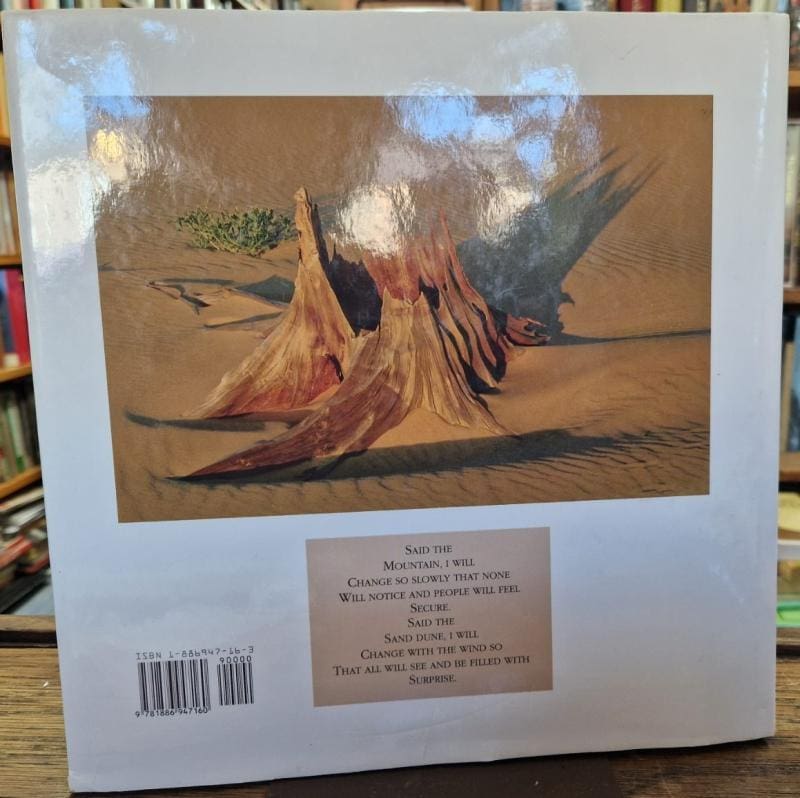 SAID THE
MOUNTAIN, I WILL
CHANGE SO SLOWLY THAT NONE
WILL NOTICE AND PEOPLE WILL FEEL
SECURE.
SAID THE
SAND DUNE, I WILL
CHANGE WITH THE WIND SO
THAT ALL WILL SEE AND BE FILLED WITH
SURPRISE.
ISBN 1-886947-16-3
90000
9 781886 947160